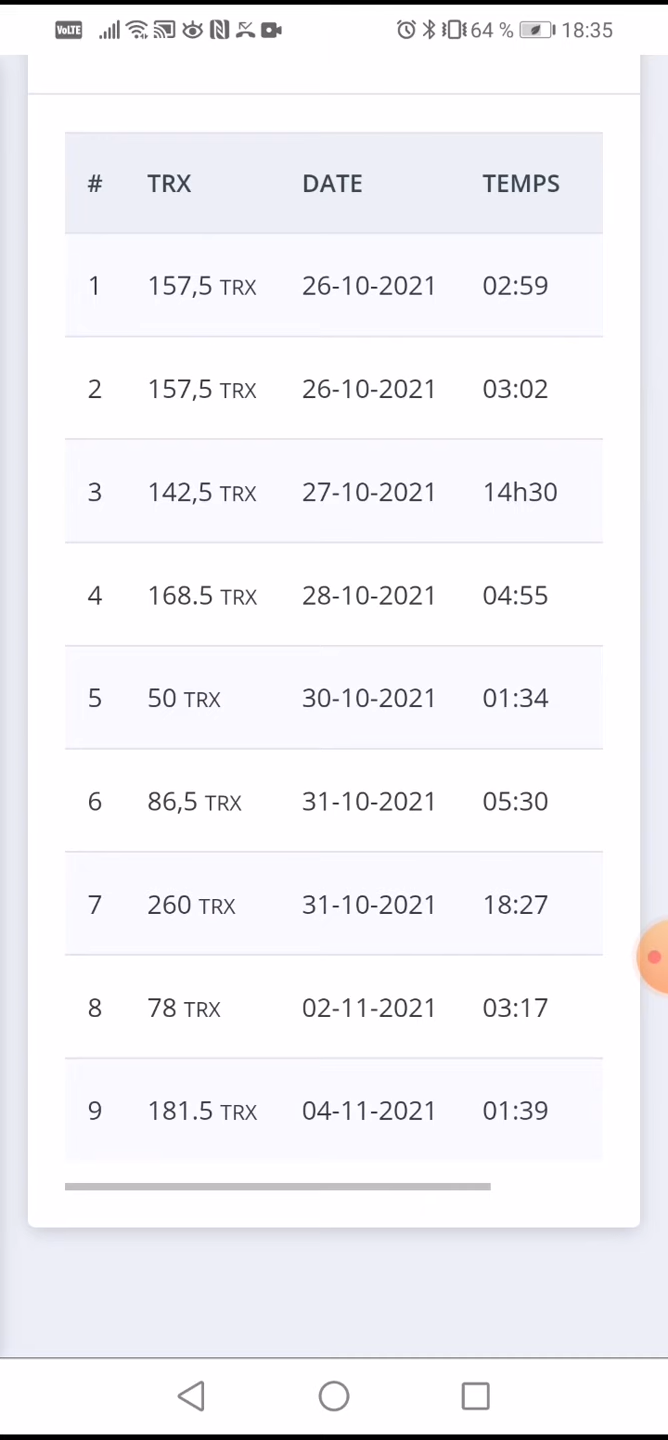 VoLTE 64 % 18:35
# TRX DATE TEMPS
1 157,5 TRX 26-10-2021 02:59
2 157,5 TRX 26-10-2021 03:02
3 142,5 TRX 27-10-2021 14h30
4 168.5 TRX 28-10-2021 04:55
5 50 TRX 30-10-2021 01:34
6 86,5 TRX 31-10-2021 05:30
7 260 TRX 31-10-2021 18:27
8 78 TRX 02-11-2021 03:17
9 181.5 TRX 04-11-2021 01:39